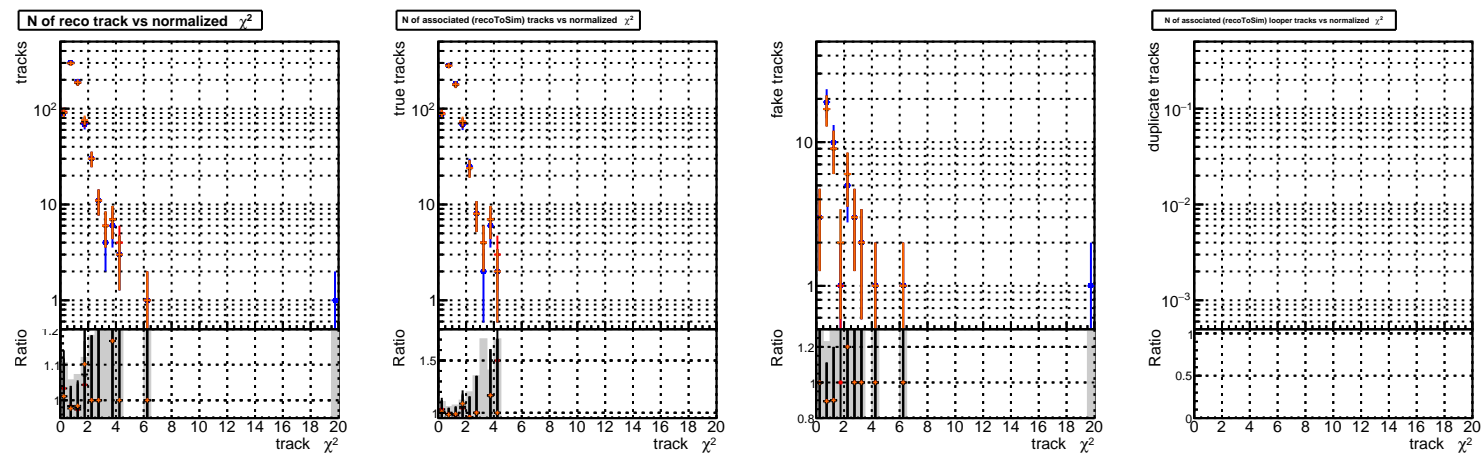 N of reco track vs normalized χ²
tracks
10²
10
1
Ratio
1.2
1.1
1
0 2 4 6 8 10 12 14 16 18 20
track χ²
N of associated (recoToSim) tracks vs normalized χ²
true tracks
10²
10
1
Ratio
1.5
1
0 2 4 6 8 10 12 14 16 18 20
track χ²
fake tracks
10
1
Ratio
1.2
1
0.8
0 2 4 6 8 10 12 14 16 18 20
track χ²
N of associated (recoToSim) looper tracks vs normalized χ²
duplicate tracks
10⁻¹
10⁻²
10⁻³
Ratio
1
0.5
0
0 2 4 6 8 10 12 14 16 18 20
track χ²